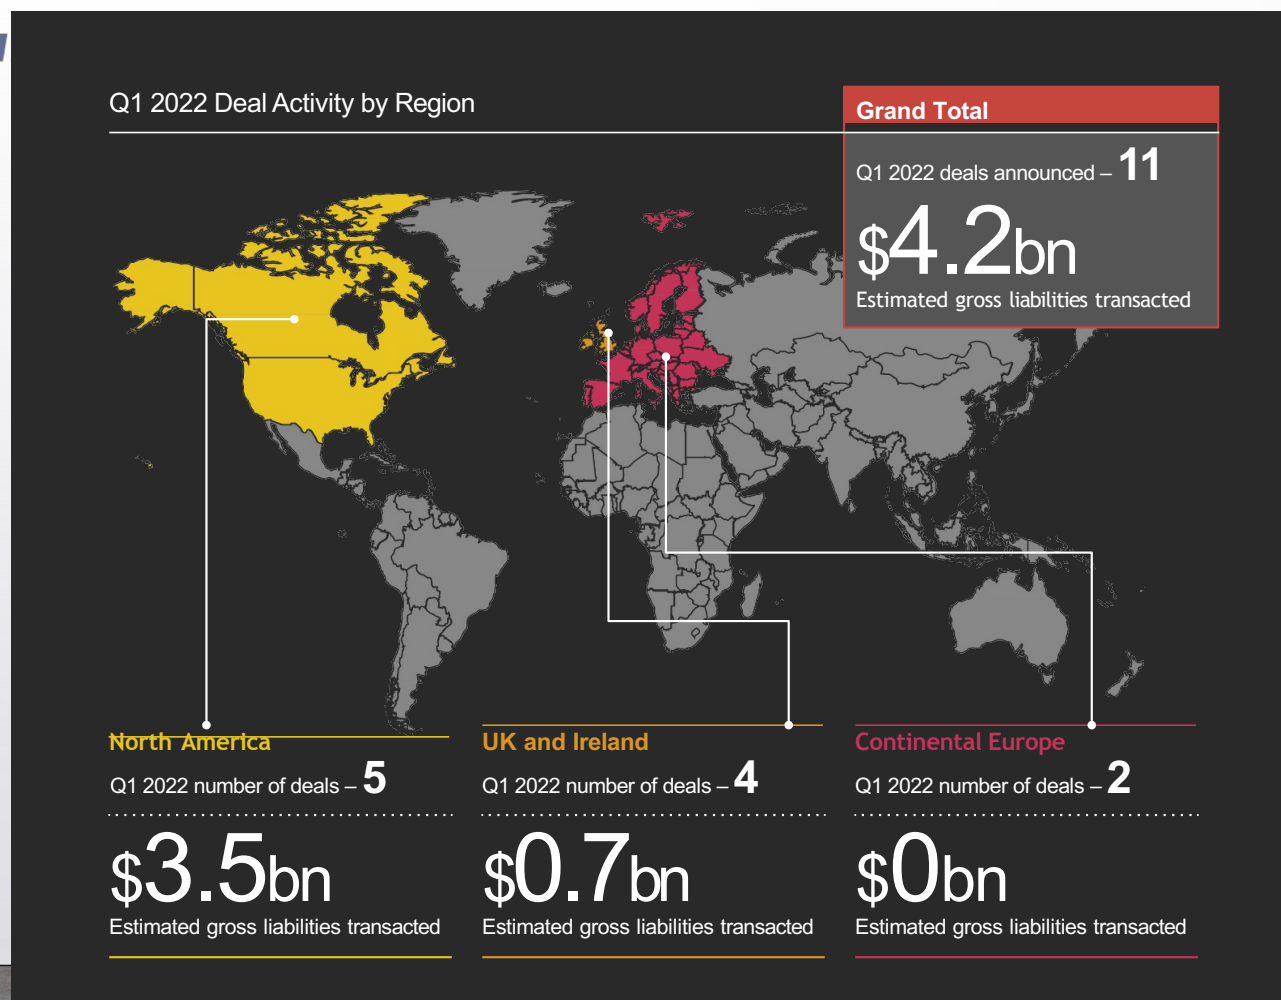 Q1 2022 Deal Activity by Region
Grand Total
Q1 2022 deals announced – 11
$4.2bn
Estimated gross liabilities transacted
North America
Q1 2022 number of deals – 5
$3.5bn
Estimated gross liabilities transacted
UK and Ireland
Q1 2022 number of deals – 4
$0.7bn
Estimated gross liabilities transacted
Continental Europe
Q1 2022 number of deals – 2
$0bn
Estimated gross liabilities transacted